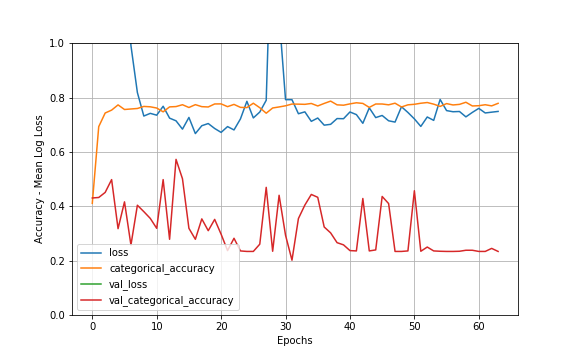 1.0
0.8
0.6
0.4
0.2
0.0
Accuracy - Mean Log Loss
loss
categorical_accuracy
val_loss
val_categorical_accuracy
0 10 20 30 40 50 60
Epochs